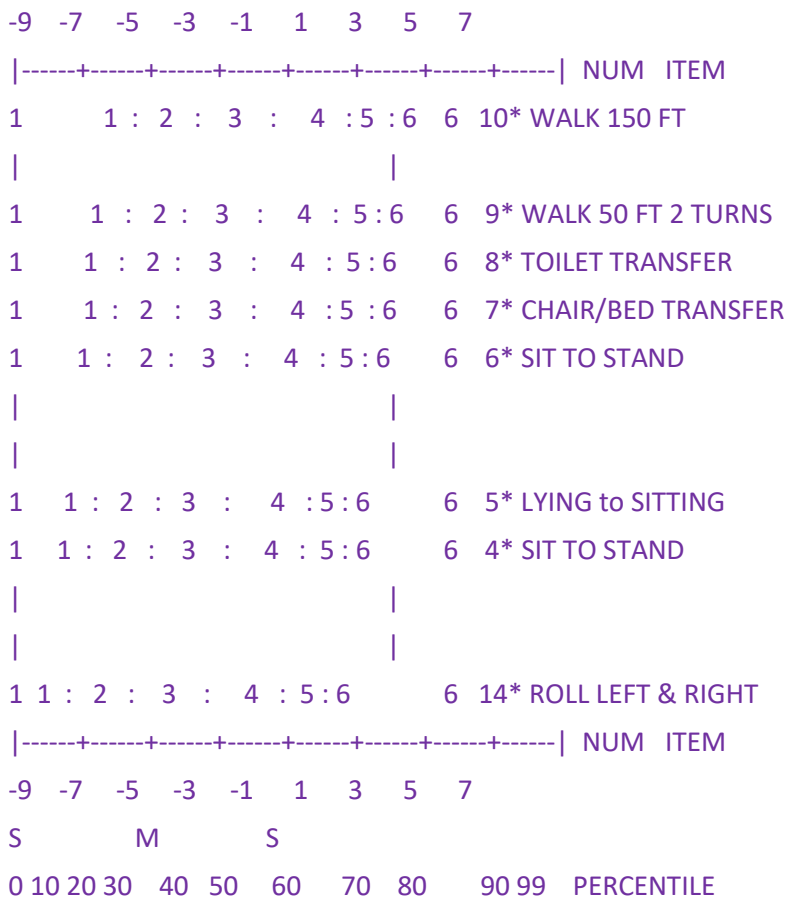 -9 -7 -5 -3 -1 1 3 5 7
|------+------+------+------+------+------+------+------| NUM ITEM
1 1 : 2 : 3 : 4 : 5 : 6 6 10* WALK 150 FT
| |
1 1 : 2 : 3 : 4 : 5 : 6 6 9* WALK 50 FT 2 TURNS
1 1 : 2 : 3 : 4 : 5 : 6 6 8* TOILET TRANSFER
1 1 : 2 : 3 : 4 :5 :6 6 7* CHAIR/BED TRANSFER
1 1 : 2 : 3 : 4 : 5 : 6 6 6* SIT TO STAND
| |
| |
1 1 : 2 : 3 : 4 : 5 : 6 6 5* LYING to SITTING
1 1 : 2 : 3 : 4 : 5 : 6 6 4* SIT TO STAND
| |
| |
1 1 : 2 : 3 : 4 : 5 : 6 6 14* ROLL LEFT & RIGHT
|------+------+------+------+------+------+------+------| NUM ITEM
-9 -7 -5 -3 -1 1 3 5 7
S M S
0 10 20 30 40 50 60 70 80 90 99 PERCENTILE